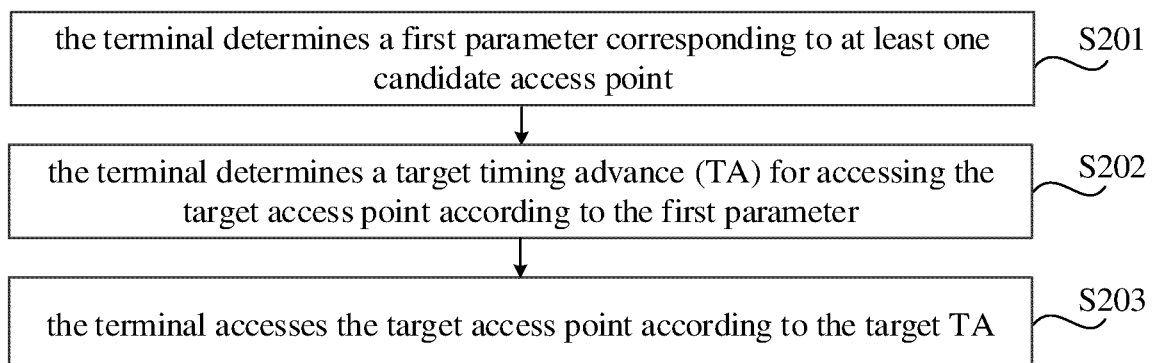 the terminal determines a first parameter corresponding to at least one
candidate access point
S201
the terminal determines a target timing advance (TA) for accessing the
target access point according to the first parameter
S202
the terminal accesses the target access point according to the target TA
S203